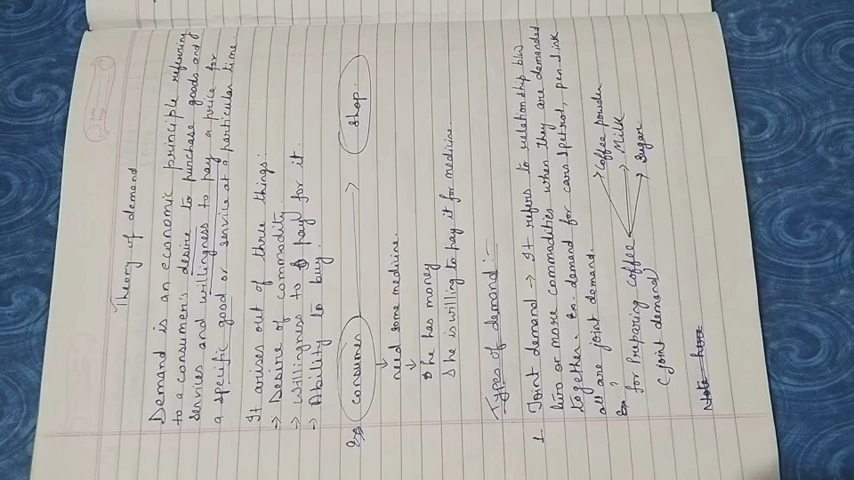 Theory of demand
Demand is an economic principle referring
to a consumer's desire to purchase goods and
services and willingness to pay a price for
a specific good or service at a particular time.
It arises out of three things:
→ Desire of commodity
→ Willingness to pay for it.
→ Ability to buy.
Ex Consumer → Shop.
↓
need some medicine.
↓
She has money
She is willing to pay it for medicine.
Types of demand :-
1. Joint demand → It refers to relationship b/w
two or more commodities when they are demanded
together. demand for cars & petrol, pen & ink
all are joint demand.
Ex for Preparing coffee → Coffee powder
→ Milk
→ Sugar
(joint demand)
Note